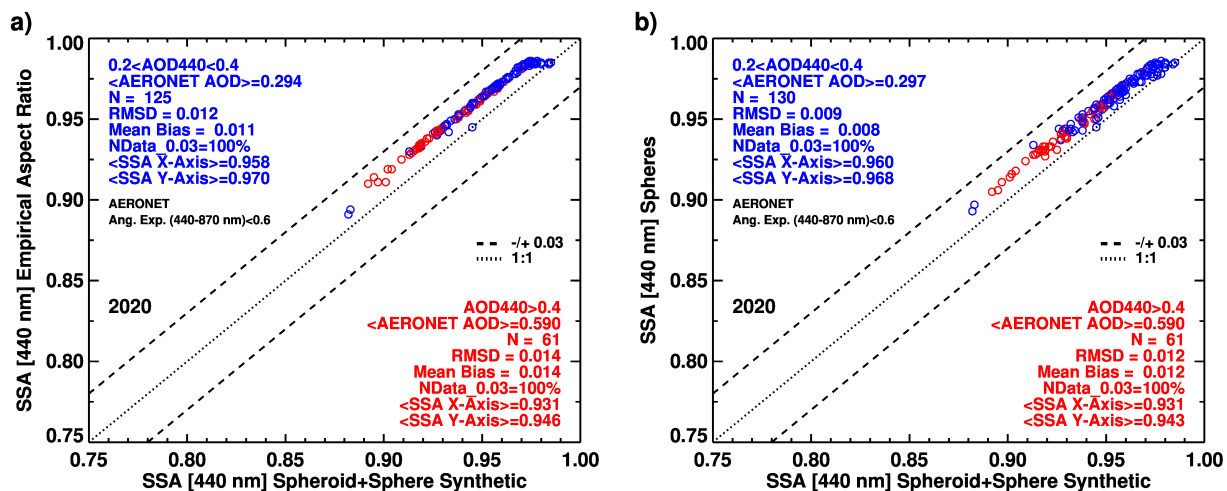 a)
1.00
0.95
0.90
0.85
0.80
0.75
SSA [440 nm] Empirical Aspect Ratio
0.2<AOD440<0.4
<AERONET AOD>=0.294
N = 125
RMSD = 0.012
Mean Bias = 0.011
NData_0.03=100%
<SSA X-Axis>=0.958
<SSA Y-Axis>=0.970
AERONET
Ang. Exp. (440-870 nm)<0.6
-/+ 0.03
1:1
2020
AOD440>0.4
<AERONET AOD>=0.590
N = 61
RMSD = 0.014
Mean Bias = 0.014
NData_0.03=100%
<SSA X-Axis>=0.931
<SSA Y-Axis>=0.946
0.75 0.80 0.85 0.90 0.95 1.00
SSA [440 nm] Spheroid+Sphere Synthetic
b)
1.00
0.95
0.90
0.85
0.80
0.75
SSA [440 nm] Spheres
0.2<AOD440<0.4
<AERONET AOD>=0.297
N = 130
RMSD = 0.009
Mean Bias = 0.008
NData_0.03=100%
<SSA X-Axis>=0.960
<SSA Y-Axis>=0.968
AERONET
Ang. Exp. (440-870 nm)<0.6
-/+ 0.03
1:1
2020
AOD440>0.4
<AERONET AOD>=0.590
N = 61
RMSD = 0.012
Mean Bias = 0.012
NData_0.03=100%
<SSA X-Axis>=0.931
<SSA Y-Axis>=0.943
0.75 0.80 0.85 0.90 0.95 1.00
SSA [440 nm] Spheroid+Sphere Synthetic